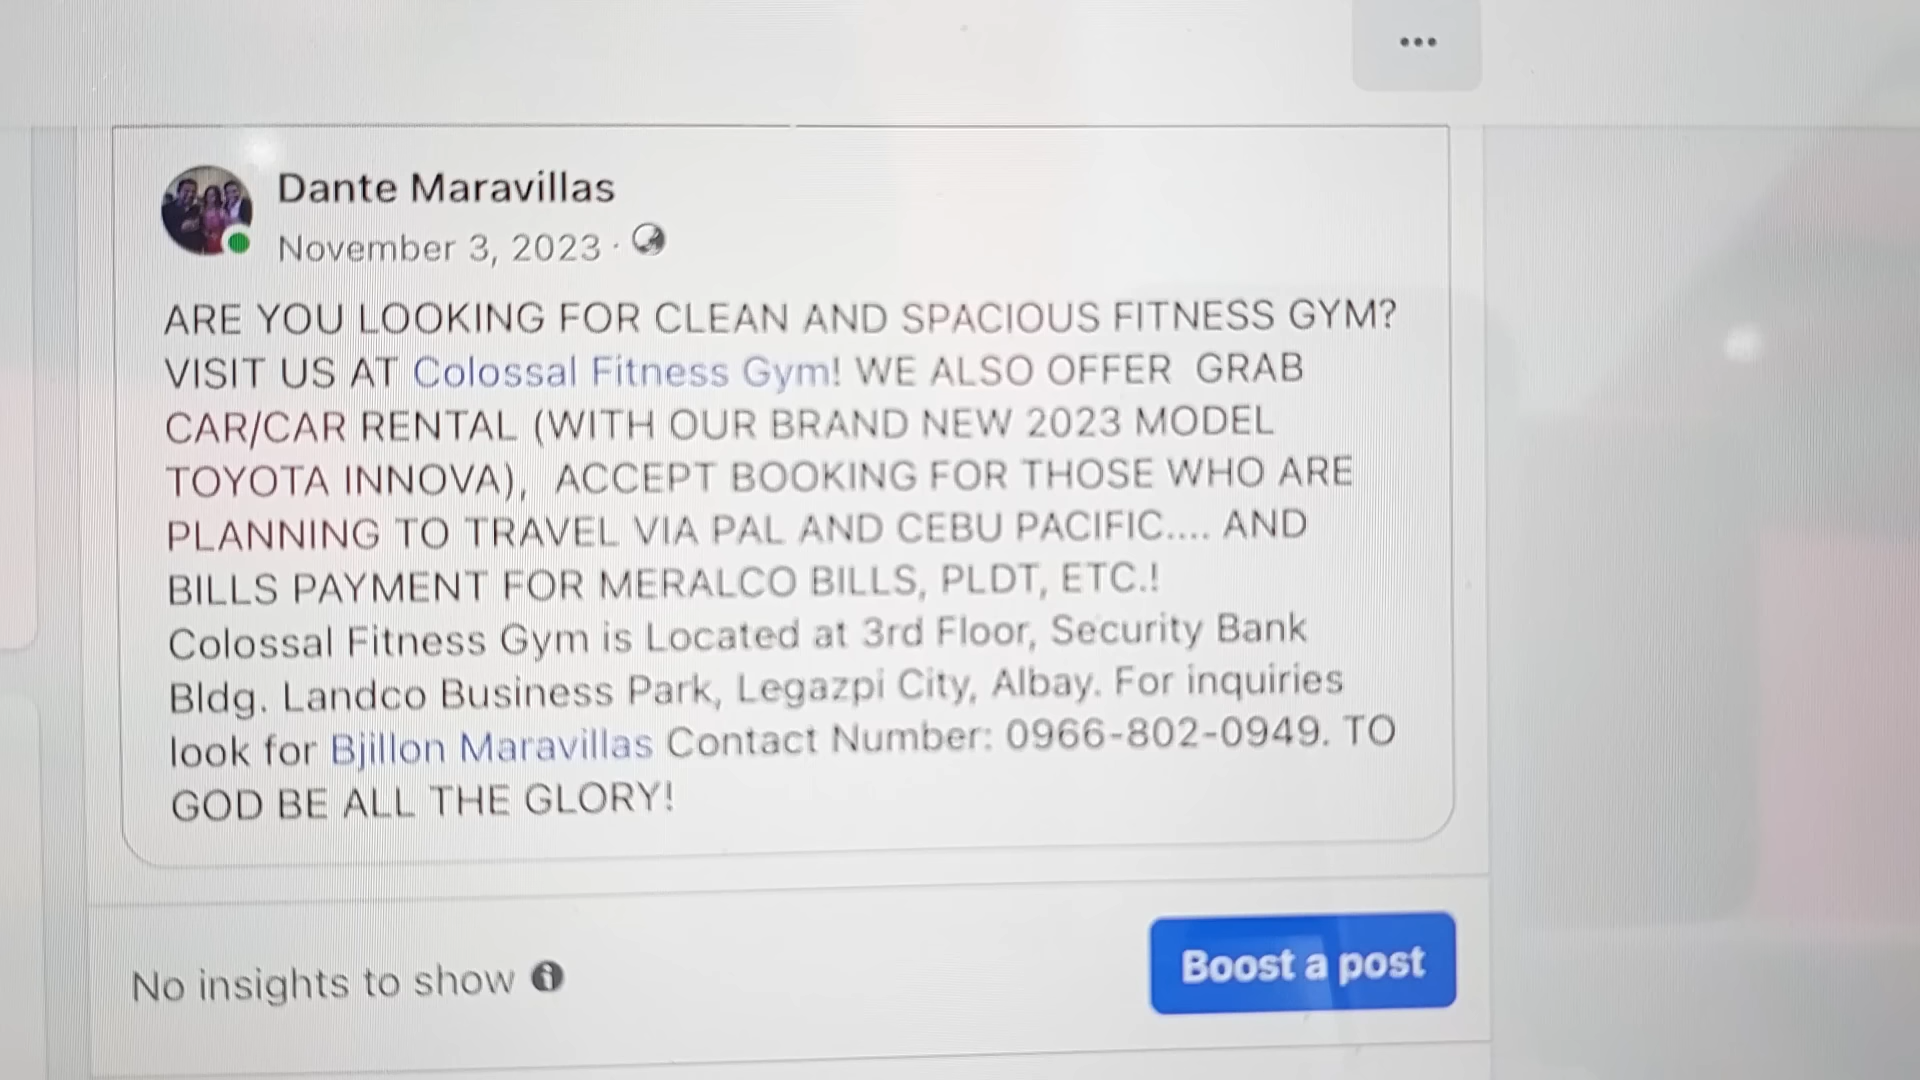 Dante Maravillas
November 3, 2023 ·
ARE YOU LOOKING FOR CLEAN AND SPACIOUS FITNESS GYM?
VISIT US AT Colossal Fitness Gym! WE ALSO OFFER  GRAB
CAR/CAR RENTAL (WITH OUR BRAND NEW 2023 MODEL
TOYOTA INNOVA),  ACCEPT BOOKING FOR THOSE WHO ARE
PLANNING TO TRAVEL VIA PAL AND CEBU PACIFIC.... AND
BILLS PAYMENT FOR MERALCO BILLS, PLDT, ETC.!
Colossal Fitness Gym is Located at 3rd Floor, Security Bank
Bldg. Landco Business Park, Legazpi City, Albay. For inquiries
look for Bjillon Maravillas Contact Number: 0966-802-0949. TO
GOD BE ALL THE GLORY!
No insights to show
Boost a post